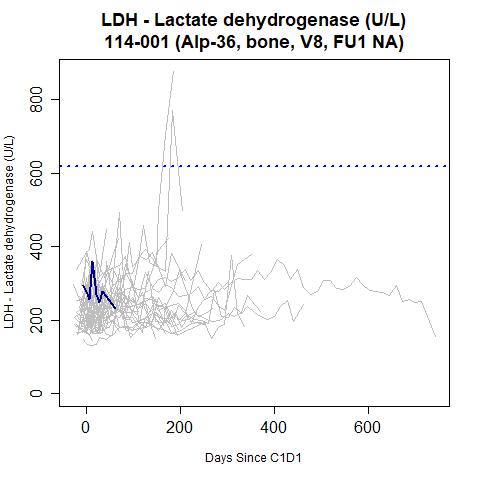 LDH - Lactate dehydrogenase (U/L)
114-001 (Alp-36, bone, V8, FU1 NA)
LDH - Lactate dehydrogenase (U/L)
800
600
400
200
0
0 200 400 600
Days Since C1D1